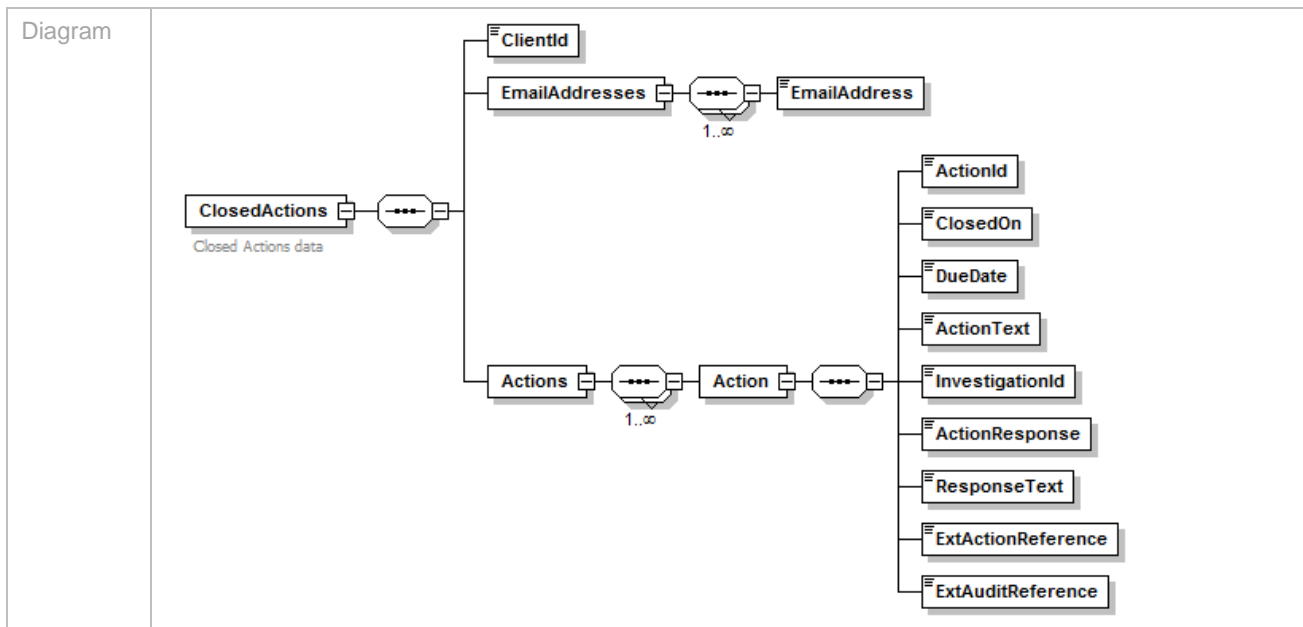 Diagram
ClientId
EmailAddresses
EmailAddress
1..∞
ClosedActions
Closed Actions data
Actions
1..∞
Action
ActionId
ClosedOn
DueDate
ActionText
InvestigationId
ActionResponse
ResponseText
ExtActionReference
ExtAuditReference